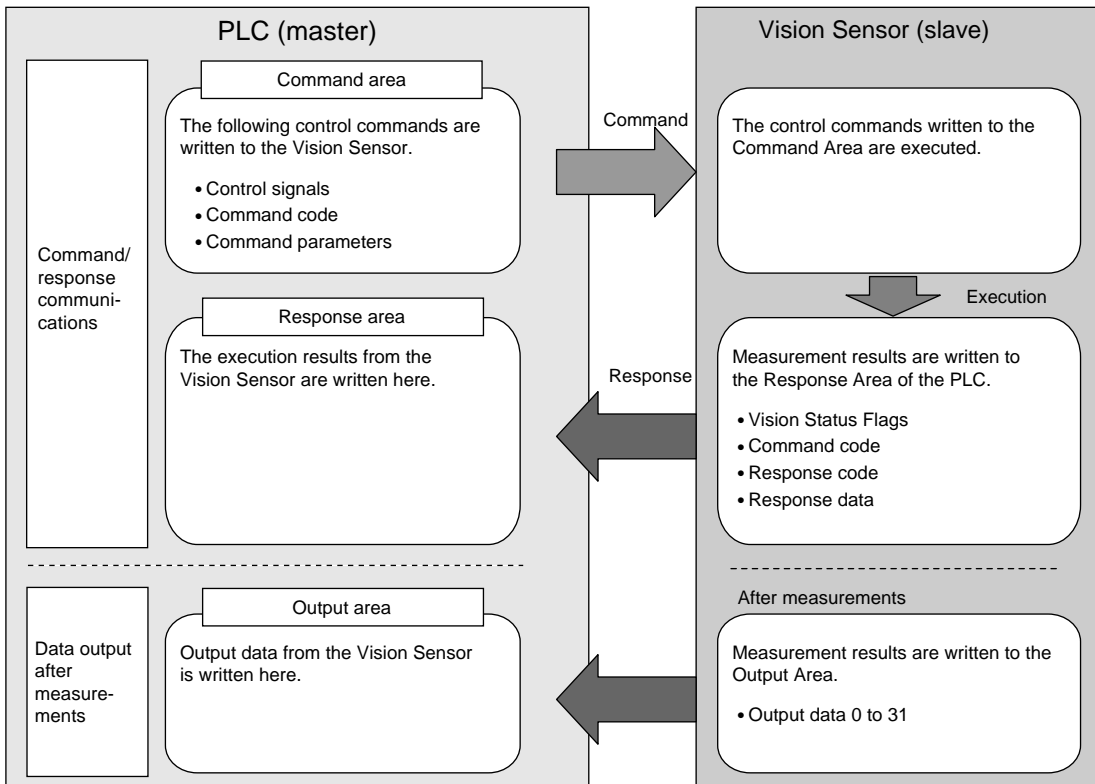 PLC (master)
Command/
response
communi-
cations
Command area
The following control commands are
written to the Vision Sensor.
• Control signals
• Command code
• Command parameters
Response area
The execution results from the
Vision Sensor are written here.
Command
Response
Vision Sensor (slave)
The control commands written to the
Command Area are executed.
Execution
Measurement results are written to
the Response Area of the PLC.
• Vision Status Flags
• Command code
• Response code
• Response data
Data output
after
measure-
ments
Output area
Output data from the Vision Sensor
is written here.
After measurements
Measurement results are written to the
Output Area.
• Output data 0 to 31